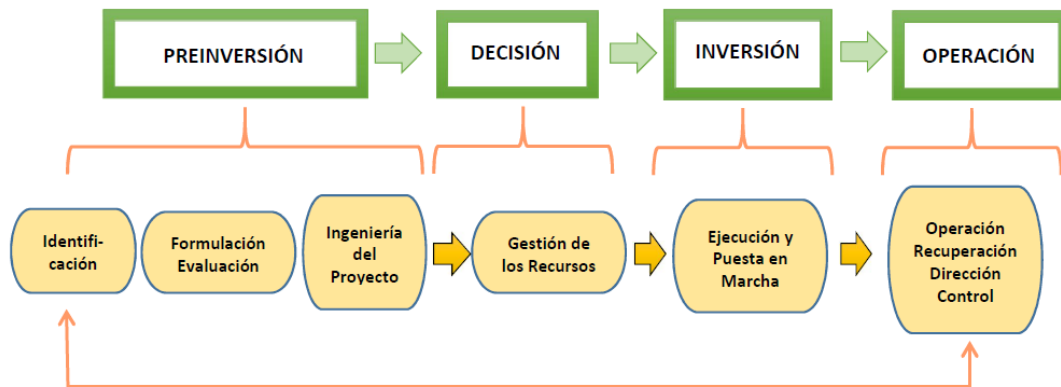 PREINVERSIÓN
DECISIÓN
INVERSIÓN
OPERACIÓN
Identifi-
cación
Formulación
Evaluación
Ingeniería
del
Proyecto
Gestión de
los Recursos
Ejecución y
Puesta en
Marcha
Operación
Recuperación
Dirección
Control